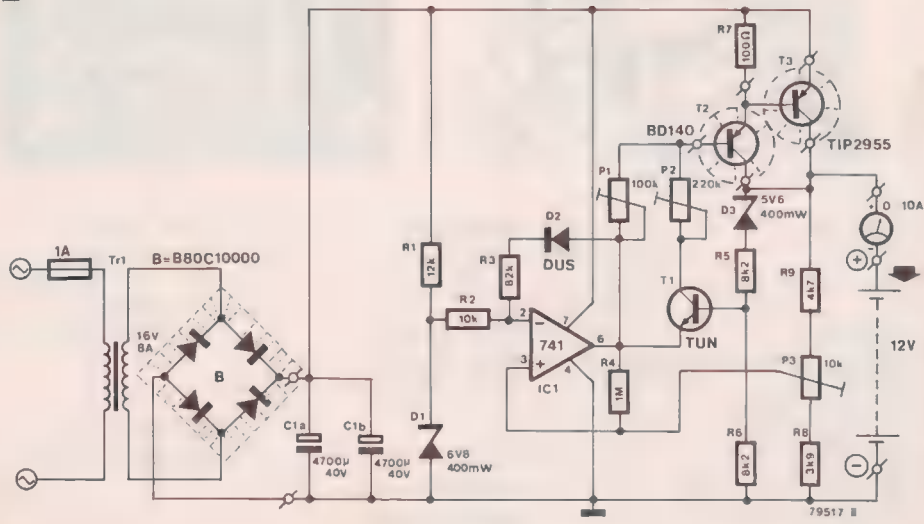 1A
Tr1
16V
8A
B=B80C10000
B
C1a
4700µ
40V
C1b
4700µ
40V
R1
12k
D1
6V8
400mW
R2
10k
R3
82k
D2
DUS
2
3
741
7
6
4
IC1
R4
1M
P1
100k
P2
220k
T1
TUN
BD140
T2
R7
100Ω
T3
TIP2955
D3
5V6
400mW
R5
8k2
R6
8k2
R9
4k7
P3
10k
R8
3k9
+
0
10A
-
+
12V
-
79517 II